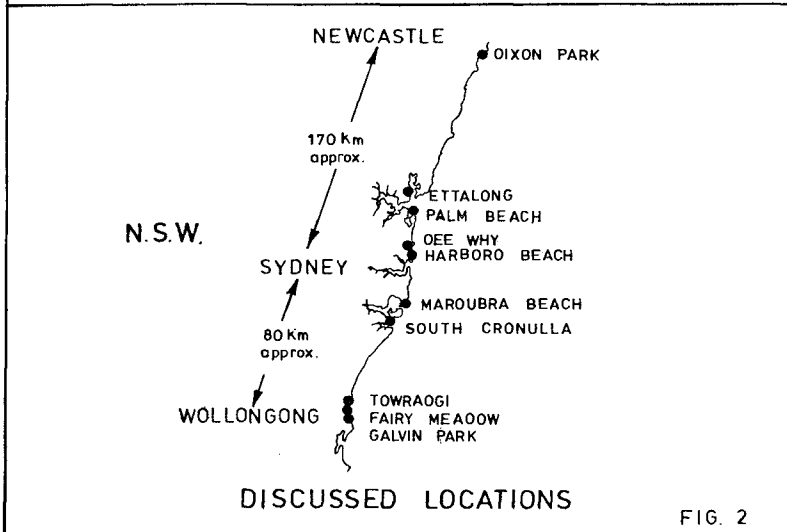 NEWCASTLE
OIXON PARK
170 Km
approx.
ETTALONG
PALM BEACH
N.S.W.
OEE WHY
HARBORO BEACH
SYDNEY
MAROUBRA BEACH
SOUTH CRONULLA
80 Km
approx.
TOWRAOGI
WOLLONGONG
FAIRY MEAOOW
GALVIN PARK
DISCUSSED LOCATIONS
FIG. 2